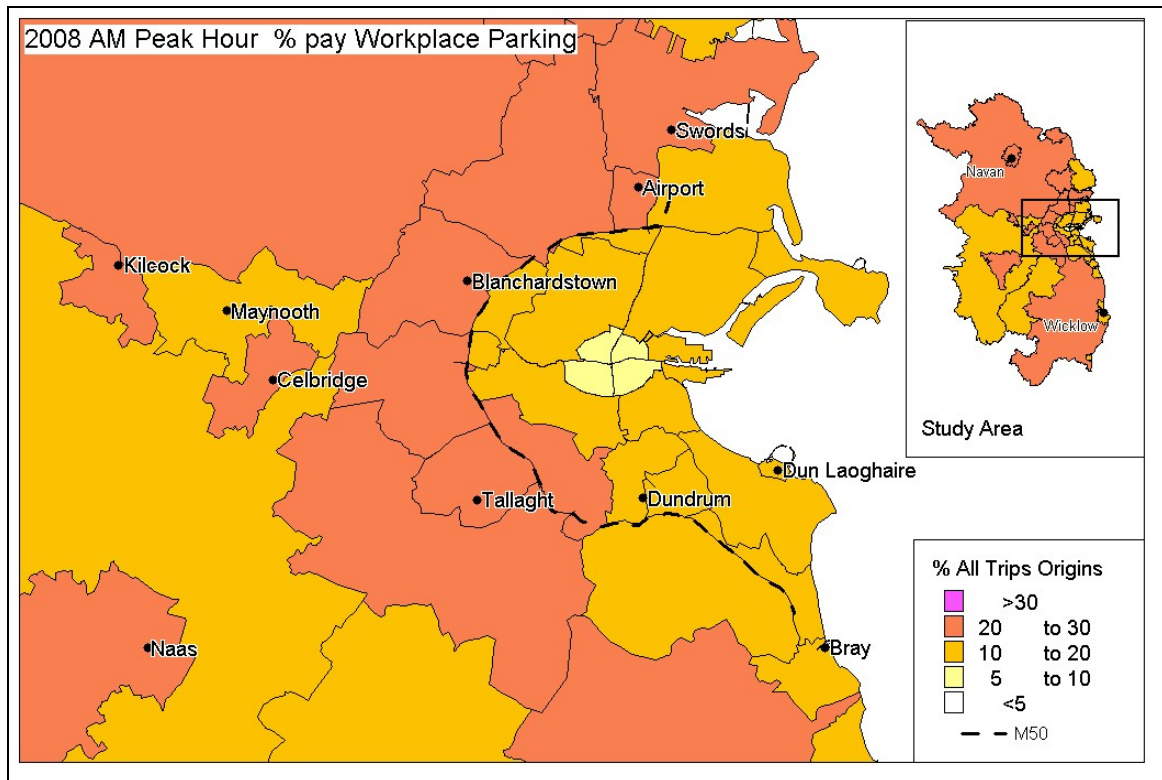 2008 AM Peak Hour % pay Workplace Parking
Swords
Airport
Kilcock
Blanchardstown
Maynooth
Celbridge
Dun Laoghaire
Tallaght
Dundrum
Naas
Bray
Navan
Wicklow
Study Area
% All Trips Origins
>30
20 to 30
10 to 20
5 to 10
<5
M50